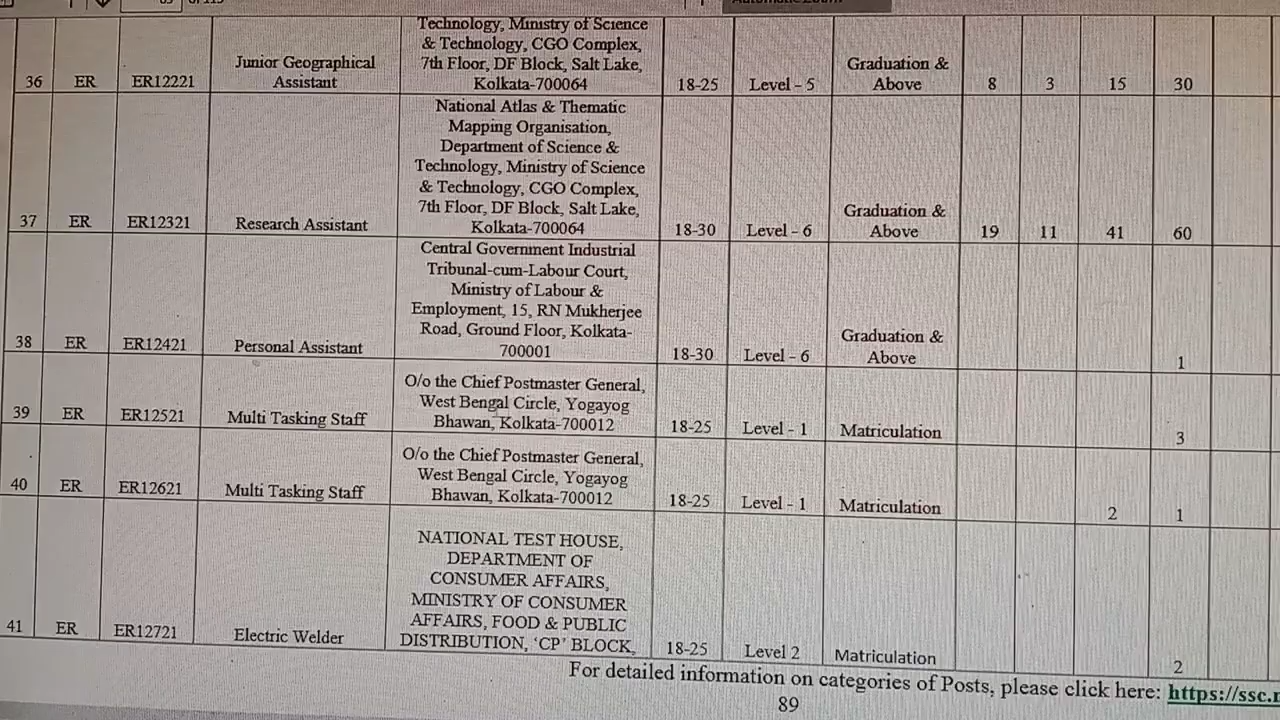 Technology, Ministry of Science
& Technology, CGO Complex,
7th Floor, DF Block, Salt Lake,
Kolkata-700064
36 ER ER12221 Junior Geographical Assistant 18-25 Level - 5 Graduation & Above 8 3 15 30
National Atlas & Thematic
Mapping Organisation,
Department of Science &
Technology, Ministry of Science
& Technology, CGO Complex,
7th Floor, DF Block, Salt Lake,
Kolkata-700064
37 ER ER12321 Research Assistant 18-30 Level - 6 Graduation & Above 19 11 41 60
Central Government Industrial
Tribunal-cum-Labour Court,
Ministry of Labour &
Employment, 15, RN Mukherjee
Road, Ground Floor, Kolkata-
700001
38 ER ER12421 Personal Assistant 18-30 Level - 6 Graduation & Above 1
O/o the Chief Postmaster General,
West Bengal Circle, Yogayog
Bhawan, Kolkata-700012
39 ER ER12521 Multi Tasking Staff 18-25 Level - 1 Matriculation 3
O/o the Chief Postmaster General,
West Bengal Circle, Yogayog
Bhawan, Kolkata-700012
40 ER ER12621 Multi Tasking Staff 18-25 Level - 1 Matriculation 2 1
NATIONAL TEST HOUSE,
DEPARTMENT OF
CONSUMER AFFAIRS,
MINISTRY OF CONSUMER
AFFAIRS, FOOD & PUBLIC
DISTRIBUTION, 'CP' BLOCK,
41 ER ER12721 Electric Welder 18-25 Level 2 Matriculation 2
For detailed information on categories of Posts, please click here: https://ssc.
89